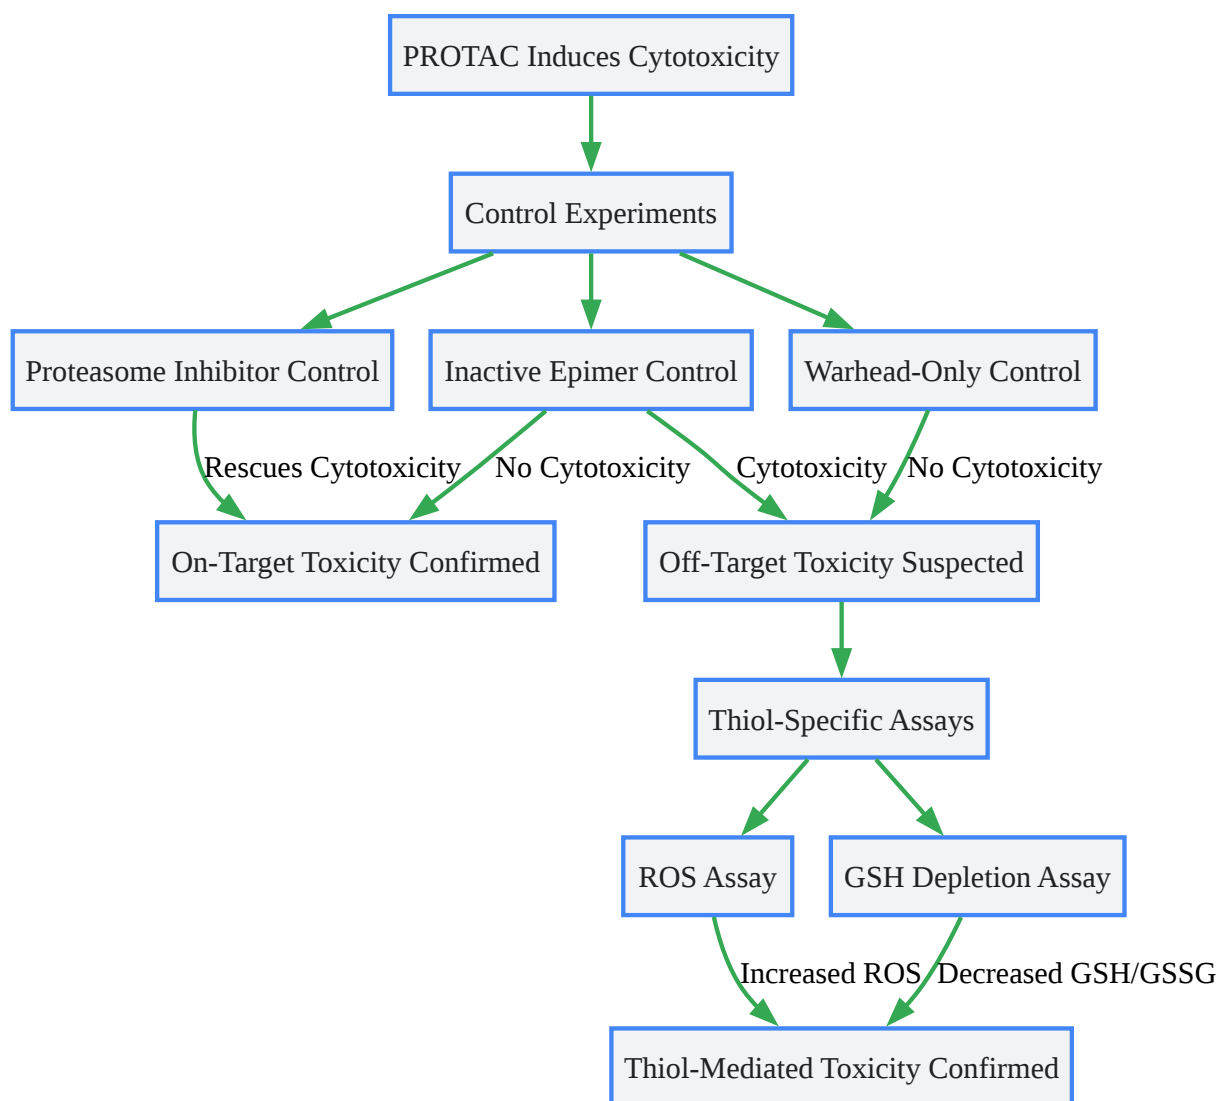 PROTAC Induces Cytotoxicity
Control Experiments
Proteasome Inhibitor Control
Inactive Epimer Control
Warhead-Only Control
Rescues Cytotoxicity
No Cytotoxicity
Cytotoxicity
No Cytotoxicity
On-Target Toxicity Confirmed
Off-Target Toxicity Suspected
Thiol-Specific Assays
ROS Assay
GSH Depletion Assay
Increased ROS
Decreased GSH/GSSG
Thiol-Mediated Toxicity Confirmed